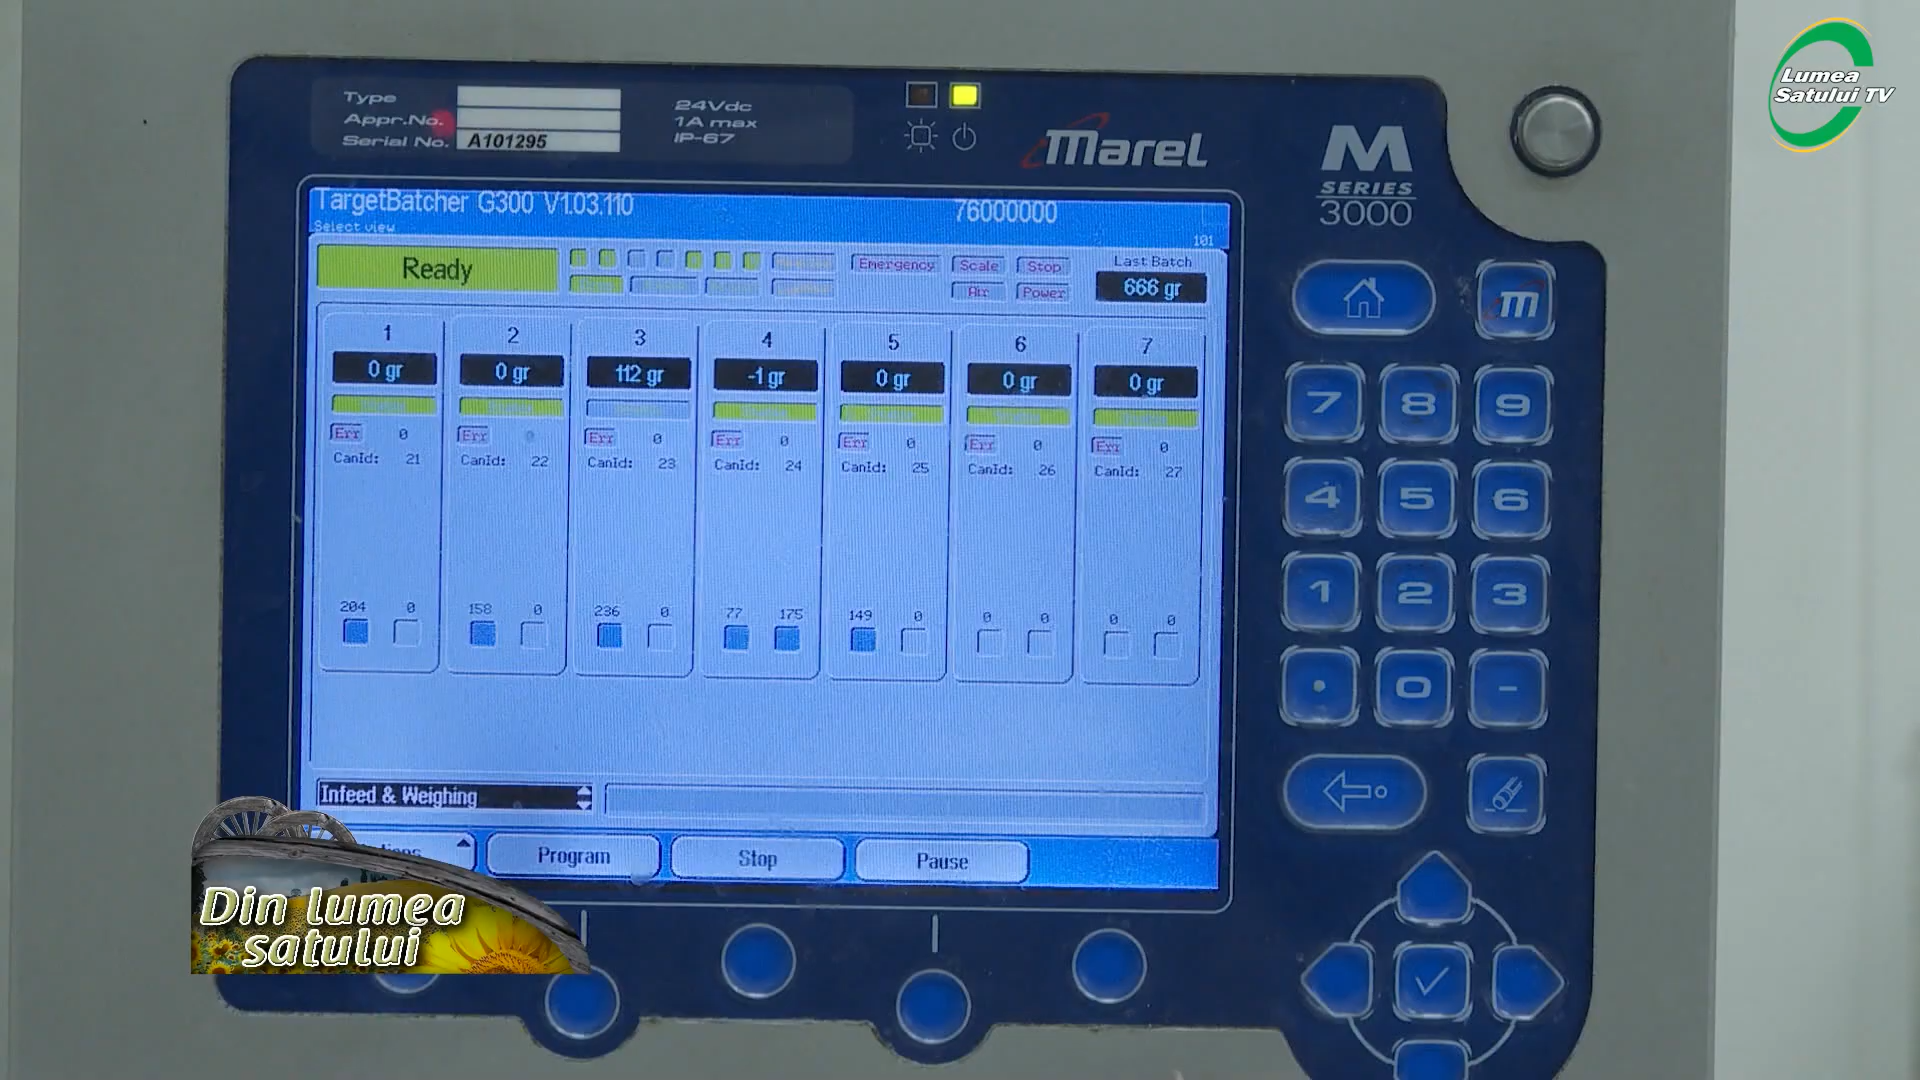 Lumea
Satului TV
Type
Appr.No.
Serial No. A101295
24Vdc
1A max
IP-67
marel
M
SERIES
3000
TargetBatcher G300 V1.03.110 76000000
Select view 101
Ready
Emergency Scale Stop
Air Power
Last Batch
666 gr
1 2 3 4 5 6 7
0 gr 0 gr 112 gr -1 gr 0 gr 0 gr 0 gr
Err 0 Err 0 Err 0 Err 0 Err 0 Err 0 Err 0
CanId: 21 CanId: 22 CanId: 23 CanId: 24 CanId: 25 CanId: 26 CanId: 27
204 0 158 0 236 0 77 175 149 0 0 0 0 0
Infeed & Weighing
Program Stop Pause
m
7 8 9
4 5 6
1 2 3
. 0 -
Din lumea
satului